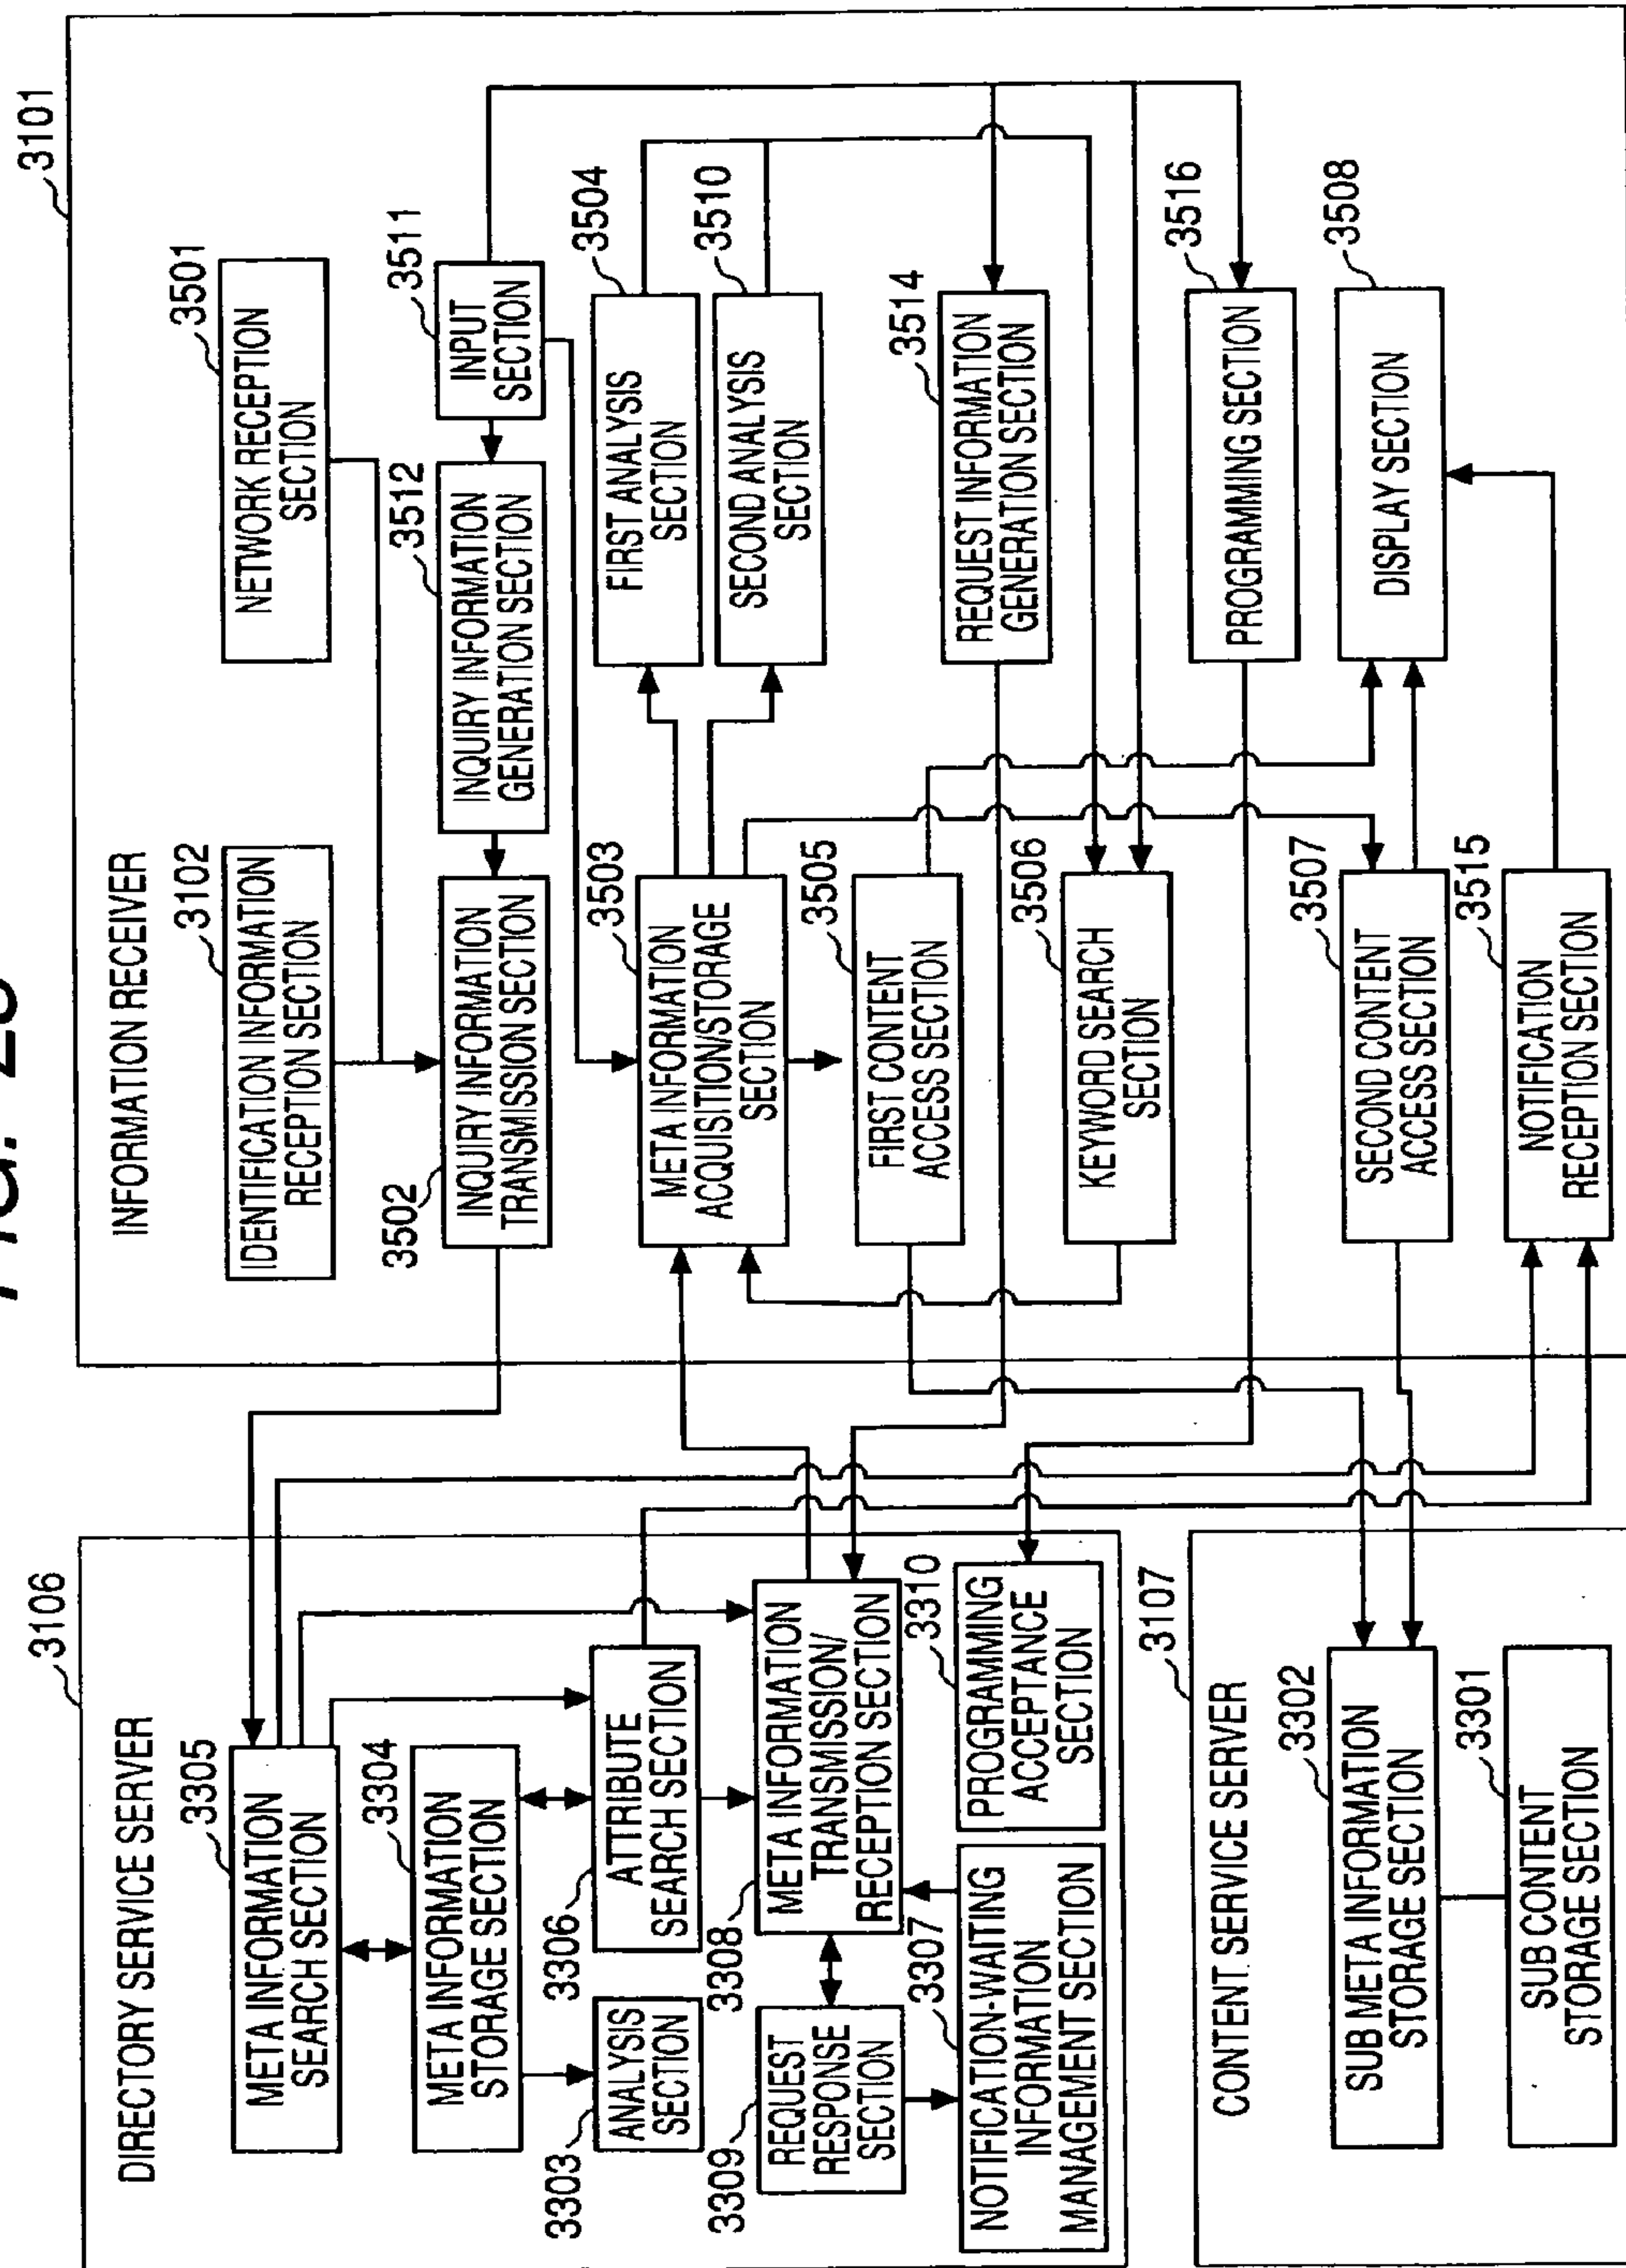 3106
DIRECTORY SERVICE SERVER
3305
META INFORMATION
SEARCH SECTION
3304
META INFORMATION
STORAGE SECTION
3303
ANALYSIS
SECTION
3306
ATTRIBUTE
SEARCH SECTION
3308
META INFORMATION
TRANSMISSION/
RECEPTION SECTION
3309
REQUEST
RESPONSE
SECTION
3307
NOTIFICATION-WAITING
INFORMATION
MANAGEMENT SECTION
3310
PROGRAMMING
ACCEPTANCE
SECTION
3107
CONTENT SERVICE SERVER
3302
SUB META INFORMATION
STORAGE SECTION
3301
SUB CONTENT
STORAGE SECTION
3101
INFORMATION RECEIVER
3102
IDENTIFICATION INFORMATION
RECEPTION SECTION
3501
NETWORK RECEPTION
SECTION
3502
INQUIRY INFORMATION
TRANSMISSION SECTION
3512
INQUIRY INFORMATION
GENERATION SECTION
3511
INPUT
SECTION
3503
META INFORMATION
ACQUISITION/STORAGE
SECTION
3504
FIRST ANALYSIS
SECTION
3510
SECOND ANALYSIS
SECTION
3505
FIRST CONTENT
ACCESS SECTION
3514
REQUEST INFORMATION
GENERATION SECTION
3506
KEYWORD SEARCH
SECTION
3516
PROGRAMMING SECTION
3507
SECOND CONTENT
ACCESS SECTION
3508
DISPLAY SECTION
3515
NOTIFICATION
RECEPTION SECTION